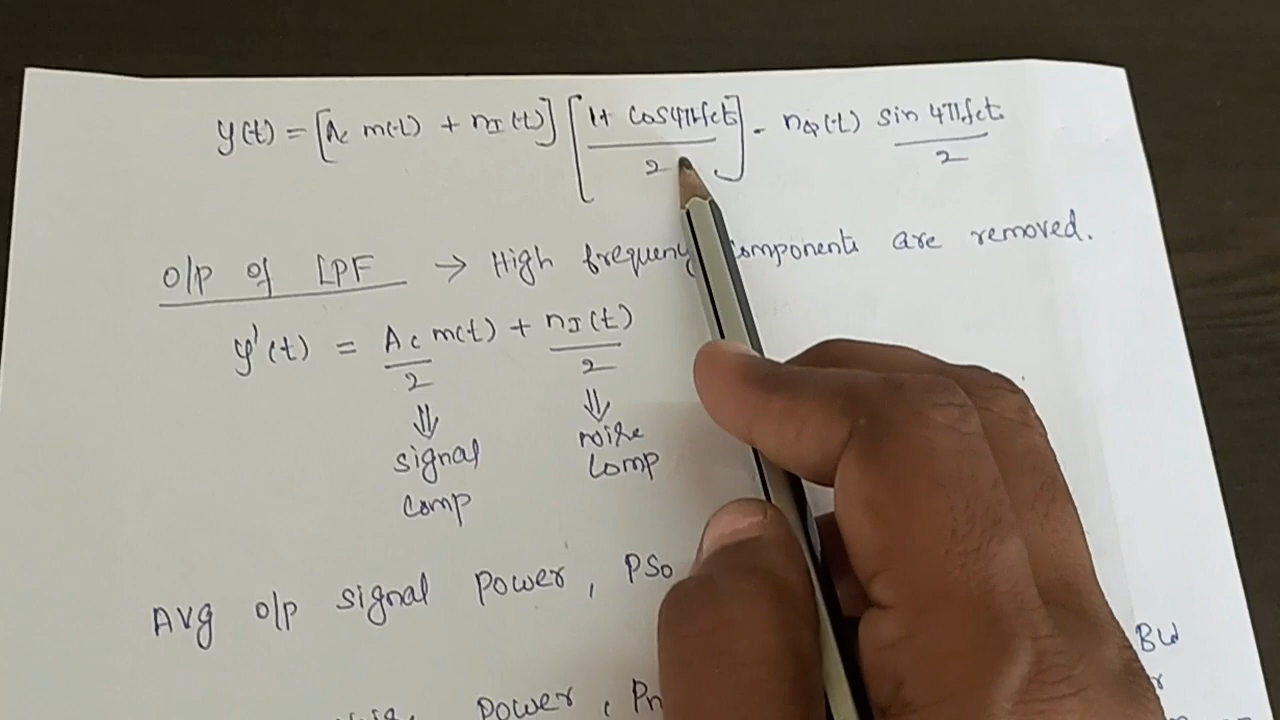 y(t) = [Ac m(t) + nI(t)] [1+ cos4πfct / 2] - nQ(t) sin 4πfct / 2
o/p of LPF → High frequency components are removed.
y'(t) = Ac/2 m(t) + nI(t)/2
⇓ ⇓
signal noise
comp comp
Avg o/p signal power, PSo
BW
power, Pn